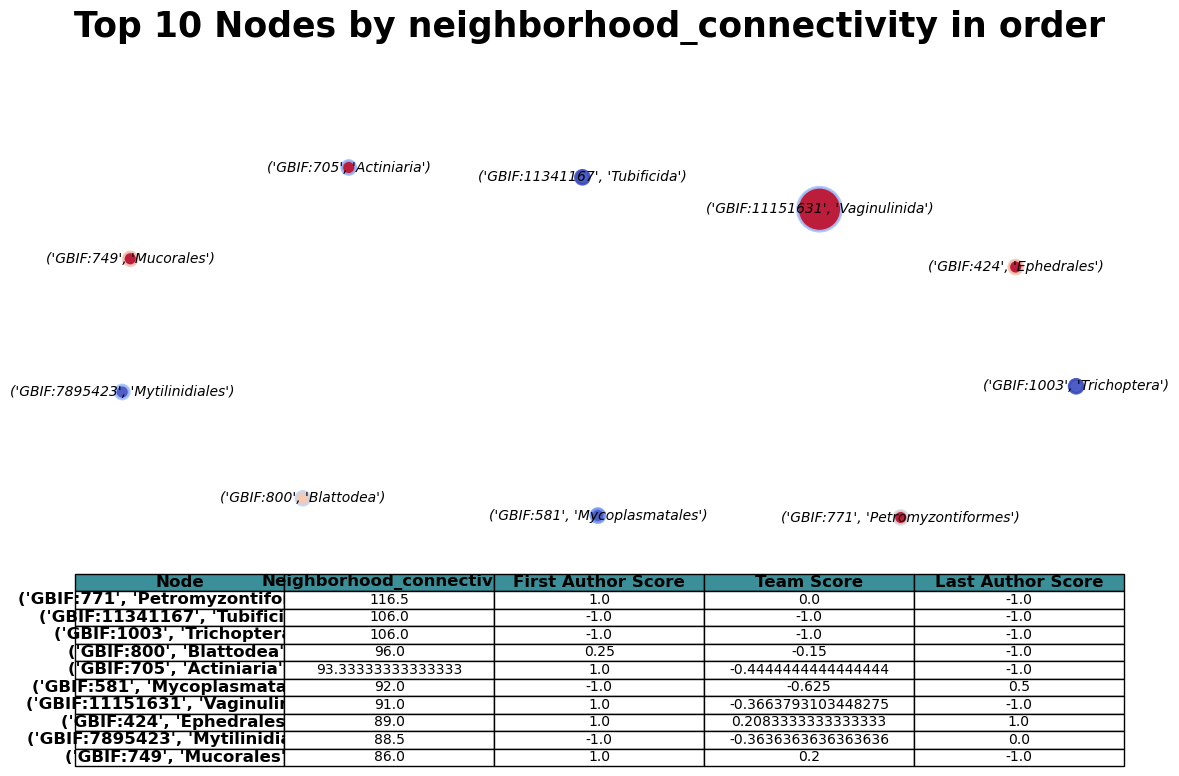 Top 10 Nodes by neighborhood_connectivity in order
('GBIF:705', 'Actiniaria')
('GBIF:11341167', 'Tubificida')
('GBIF:11151631', 'Vaginulinida')
('GBIF:749', 'Mucorales')
('GBIF:424', 'Ephedrales')
('GBIF:7895423', 'Mytilinidiales')
('GBIF:1003', 'Trichoptera')
('GBIF:800', 'Blattodea')
('GBIF:581', 'Mycoplasmatales')
('GBIF:771', 'Petromyzontiformes')
Node Neighborhood_connectiv First Author Score Team Score Last Author Score
('GBIF:771', 'Petromyzontifo 116.5 1.0 0.0 -1.0
('GBIF:11341167', 'Tubifici 106.0 -1.0 -1.0 -1.0
('GBIF:1003', 'Trichoptera 106.0 -1.0 -1.0 -1.0
('GBIF:800', 'Blattodea' 96.0 0.25 -0.15 -1.0
('GBIF:705', 'Actiniaria' 93.33333333333333 1.0 -0.4444444444444444 -1.0
('GBIF:581', 'Mycoplasmata 92.0 -1.0 -0.625 0.5
('GBIF:11151631', 'Vaginulin 91.0 1.0 -0.3663793103448275 -1.0
('GBIF:424', 'Ephedrales 89.0 1.0 0.2083333333333333 1.0
('GBIF:7895423', 'Mytilinidia 88.5 -1.0 -0.3636363636363636 0.0
('GBIF:749', 'Mucorales' 86.0 1.0 0.2 -1.0